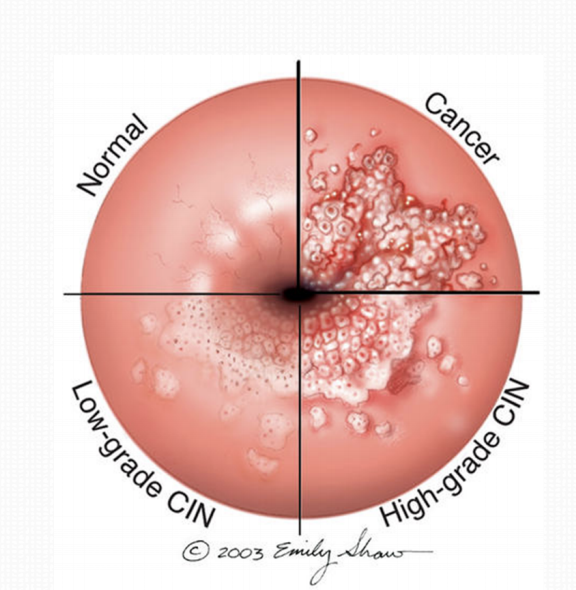 Normal
Cancer
Low-grade CIN
High-grade CIN
© 2003 Emily Shaw